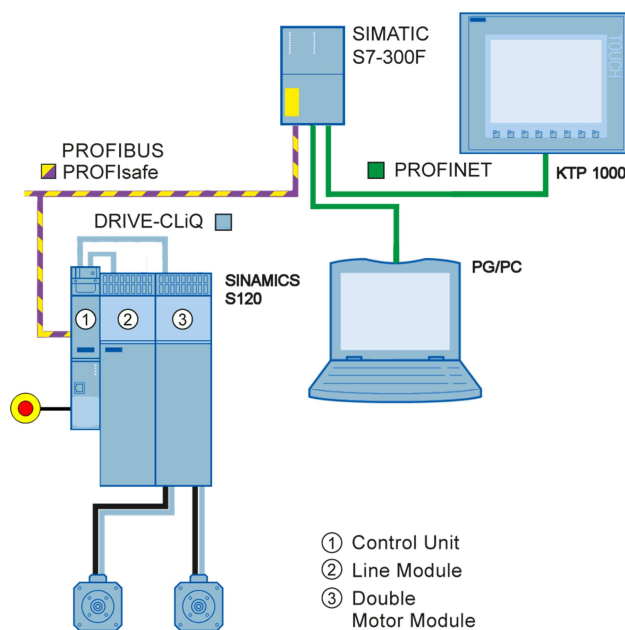 SIMATIC
S7-300F
TOUCH
PROFIBUS
PROFIsafe
PROFINET
KTP 1000
DRIVE-CLiQ
SINAMICS
S120
PG/PC
1
2
3
1 Control Unit
2 Line Module
3 Double
Motor Module